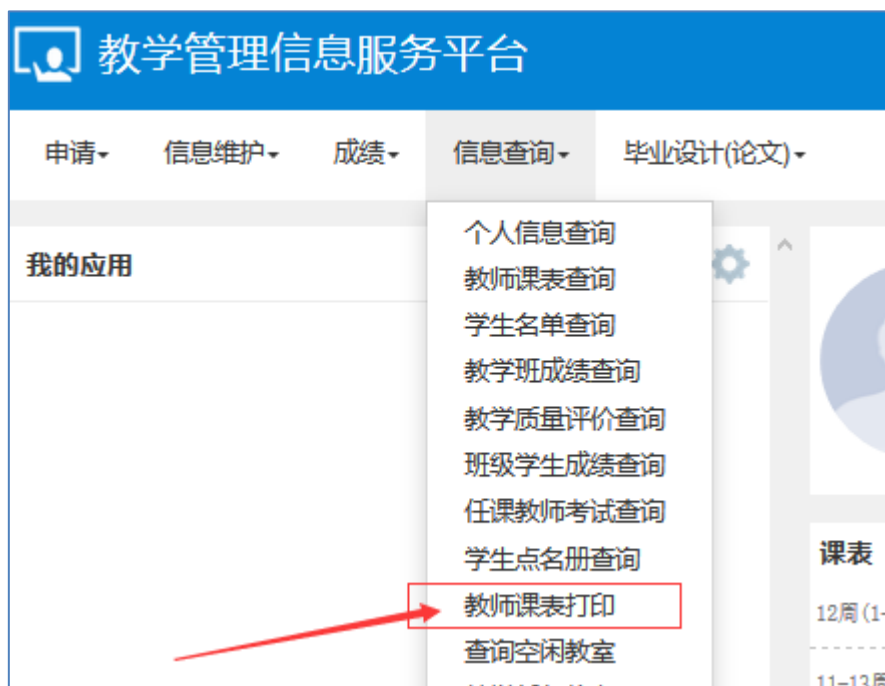 教学管理信息服务平台
申请 信息维护 成绩 信息查询 毕业设计(论文)
我的应用
个人信息查询
教师课表查询
学生名单查询
教学班成绩查询
教学质量评价查询
班级学生成绩查询
任课教师考试查询
学生点名册查询
教师课表打印
查询空闲教室
课表
12周(1-
11-13周